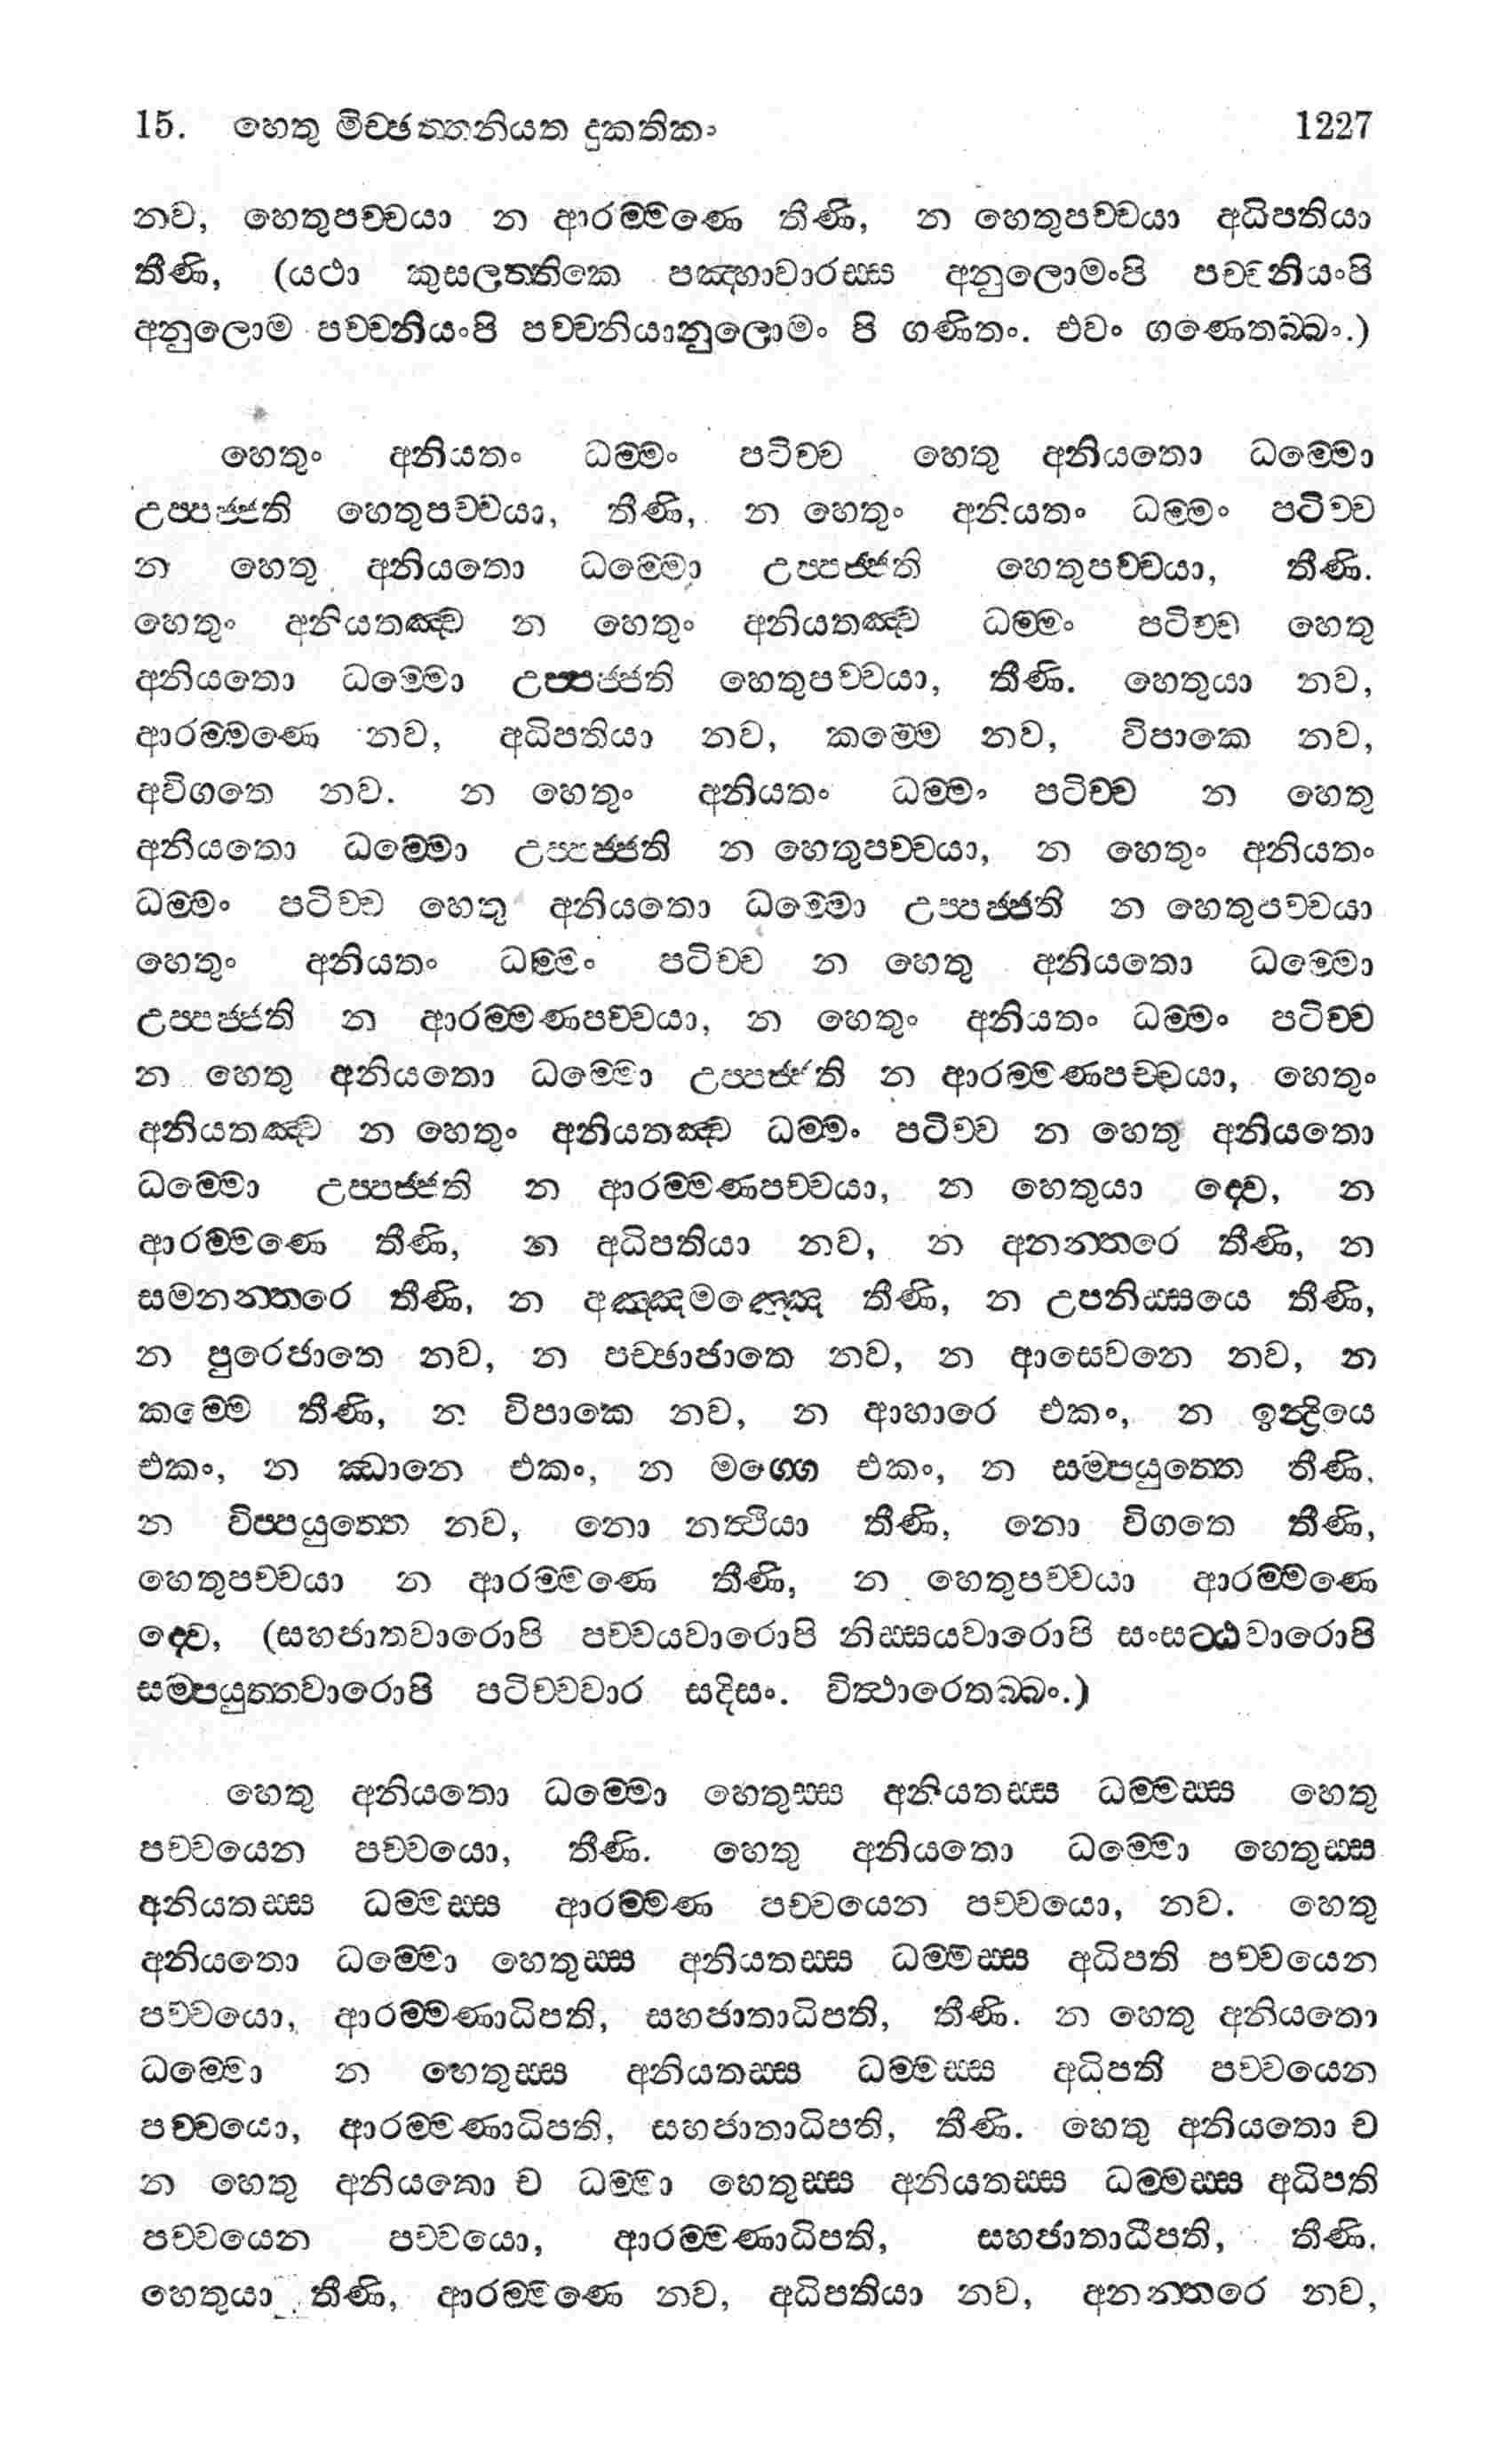 15. හෙතු මිච්ඡත්තනියත දුකතිකං 1227
නව, හෙතුපච්චයා න ආරම්මණෙ තීණි, න හෙතුපච්චයා අධිපතියා
තීණි, (යථා කුසලත්තිකෙ පඤ්හාවාරස්ස අනුලොමංපි පච්චනියංපි
අනුලොම පච්චනියංපි පච්චනියානුලොමං පි ගණිතං. එවං ගණෙතබ්බං.)
හෙතුං අනියතං ධම්මං පටිච්ච හෙතු අනියතො ධම්මො
උප්පජ්ජති හෙතුපච්චයා, තීණි, න හෙතුං අනියතං ධම්මං පටිච්ච
න හෙතු අනියතො ධම්මො උප්පජ්ජති හෙතුපච්චයා, තීණි.
හෙතුං අනියතඤ්ච න හෙතුං අනියතඤ්ච ධම්මං පටිච්ච හෙතු
අනියතො ධම්මො උප්පජ්ජති හෙතුපච්චයා, තීණි. හෙතුයා නව,
ආරම්මණෙ නව, අධිපතියා නව, කම්මෙ නව, විපාකෙ නව,
අවිගතෙ නව. න හෙතුං අනියතං ධම්මං පටිච්ච න හෙතු
අනියතො ධම්මො උප්පජ්ජති න හෙතුපච්චයා, න හෙතුං අනියතං
ධම්මං පටිච්ච හෙතු අනියතො ධම්මො උප්පජ්ජති න හෙතුපච්චයා
හෙතුං අනියතං ධම්මං පටිච්ච න හෙතු අනියතො ධම්මො
උප්පජ්ජති න ආරම්මණපච්චයා, න හෙතුං අනියතං ධම්මං පටිච්ච
න හෙතු අනියතො ධම්මො උප්පජ්ජති න ආරම්මණපච්චයා, හෙතුං
අනියතඤ්ච න හෙතුං අනියතඤ්ච ධම්මං පටිච්ච න හෙතු අනියතො
ධම්මො උප්පජ්ජති න ආරම්මණපච්චයා, න හෙතුයා ද්වෙ, න
ආරම්මණෙ තීණි, න අධිපතියා නව, න අනන්තරෙ තීණි, න
සමනන්තරෙ තීණි, න අඤ්ඤමඤ්ඤෙ තීණි, න උපනිස්සයෙ තීණි,
න පුරෙජාතෙ නව, න පච්ඡාජාතෙ නව, න ආසෙවනෙ නව, න
කම්මෙ තීණි, න විපාකෙ නව, න ආහාරෙ එකං, න ඉන්ද්‍රියෙ
එකං, න ඣානෙ එකං, න මග්ගෙ එකං, න සම්පයුත්තෙ තීණි.
න විප්පයුත්තෙ නව, නො නත්ථියා තීණි, නො විගතෙ තීණි,
හෙතුපච්චයා න ආරම්මණෙ තීණි, න හෙතුපච්චයා ආරම්මණෙ
ද්වෙ, (සහජාතවාරොපි පච්චයවාරොපි නිස්සයවාරොපි සංසට්ඨවාරොපි
සම්පයුත්තවාරොපි පටිච්චවාර සදිසං. විත්ථාරෙතබ්බං.)
හෙතු අනියතො ධම්මො හෙතුස්ස අනියතස්ස ධම්මස්ස හෙතු
පච්චයෙන පච්චයො, තීණි. හෙතු අනියතො ධම්මො හෙතුස්ස
අනියතස්ස ධම්මස්ස ආරම්මණ පච්චයෙන පච්චයො, නව. හෙතු
අනියතො ධම්මො හෙතුස්ස අනියතස්ස ධම්මස්ස අධිපති පච්චයෙන
පච්චයො, ආරම්මණාධිපති, සහජාතාධිපති, තීණි. න හෙතු අනියතො
ධම්මො න හෙතුස්ස අනියතස්ස ධම්මස්ස අධිපති පච්චයෙන
පච්චයො, ආරම්මණාධිපති, සහජාතාධිපති, තීණි. හෙතු අනියතො ච
න හෙතු අනියතො ච ධම්මා හෙතුස්ස අනියතස්ස ධම්මස්ස අධිපති
පච්චයෙන පච්චයො, ආරම්මණාධිපති, සහජාතාධීපති, තීණි.
හෙතුයා තීණි, ආරම්මණෙ නව, අධිපතියා නව, අනන්තරෙ නව,